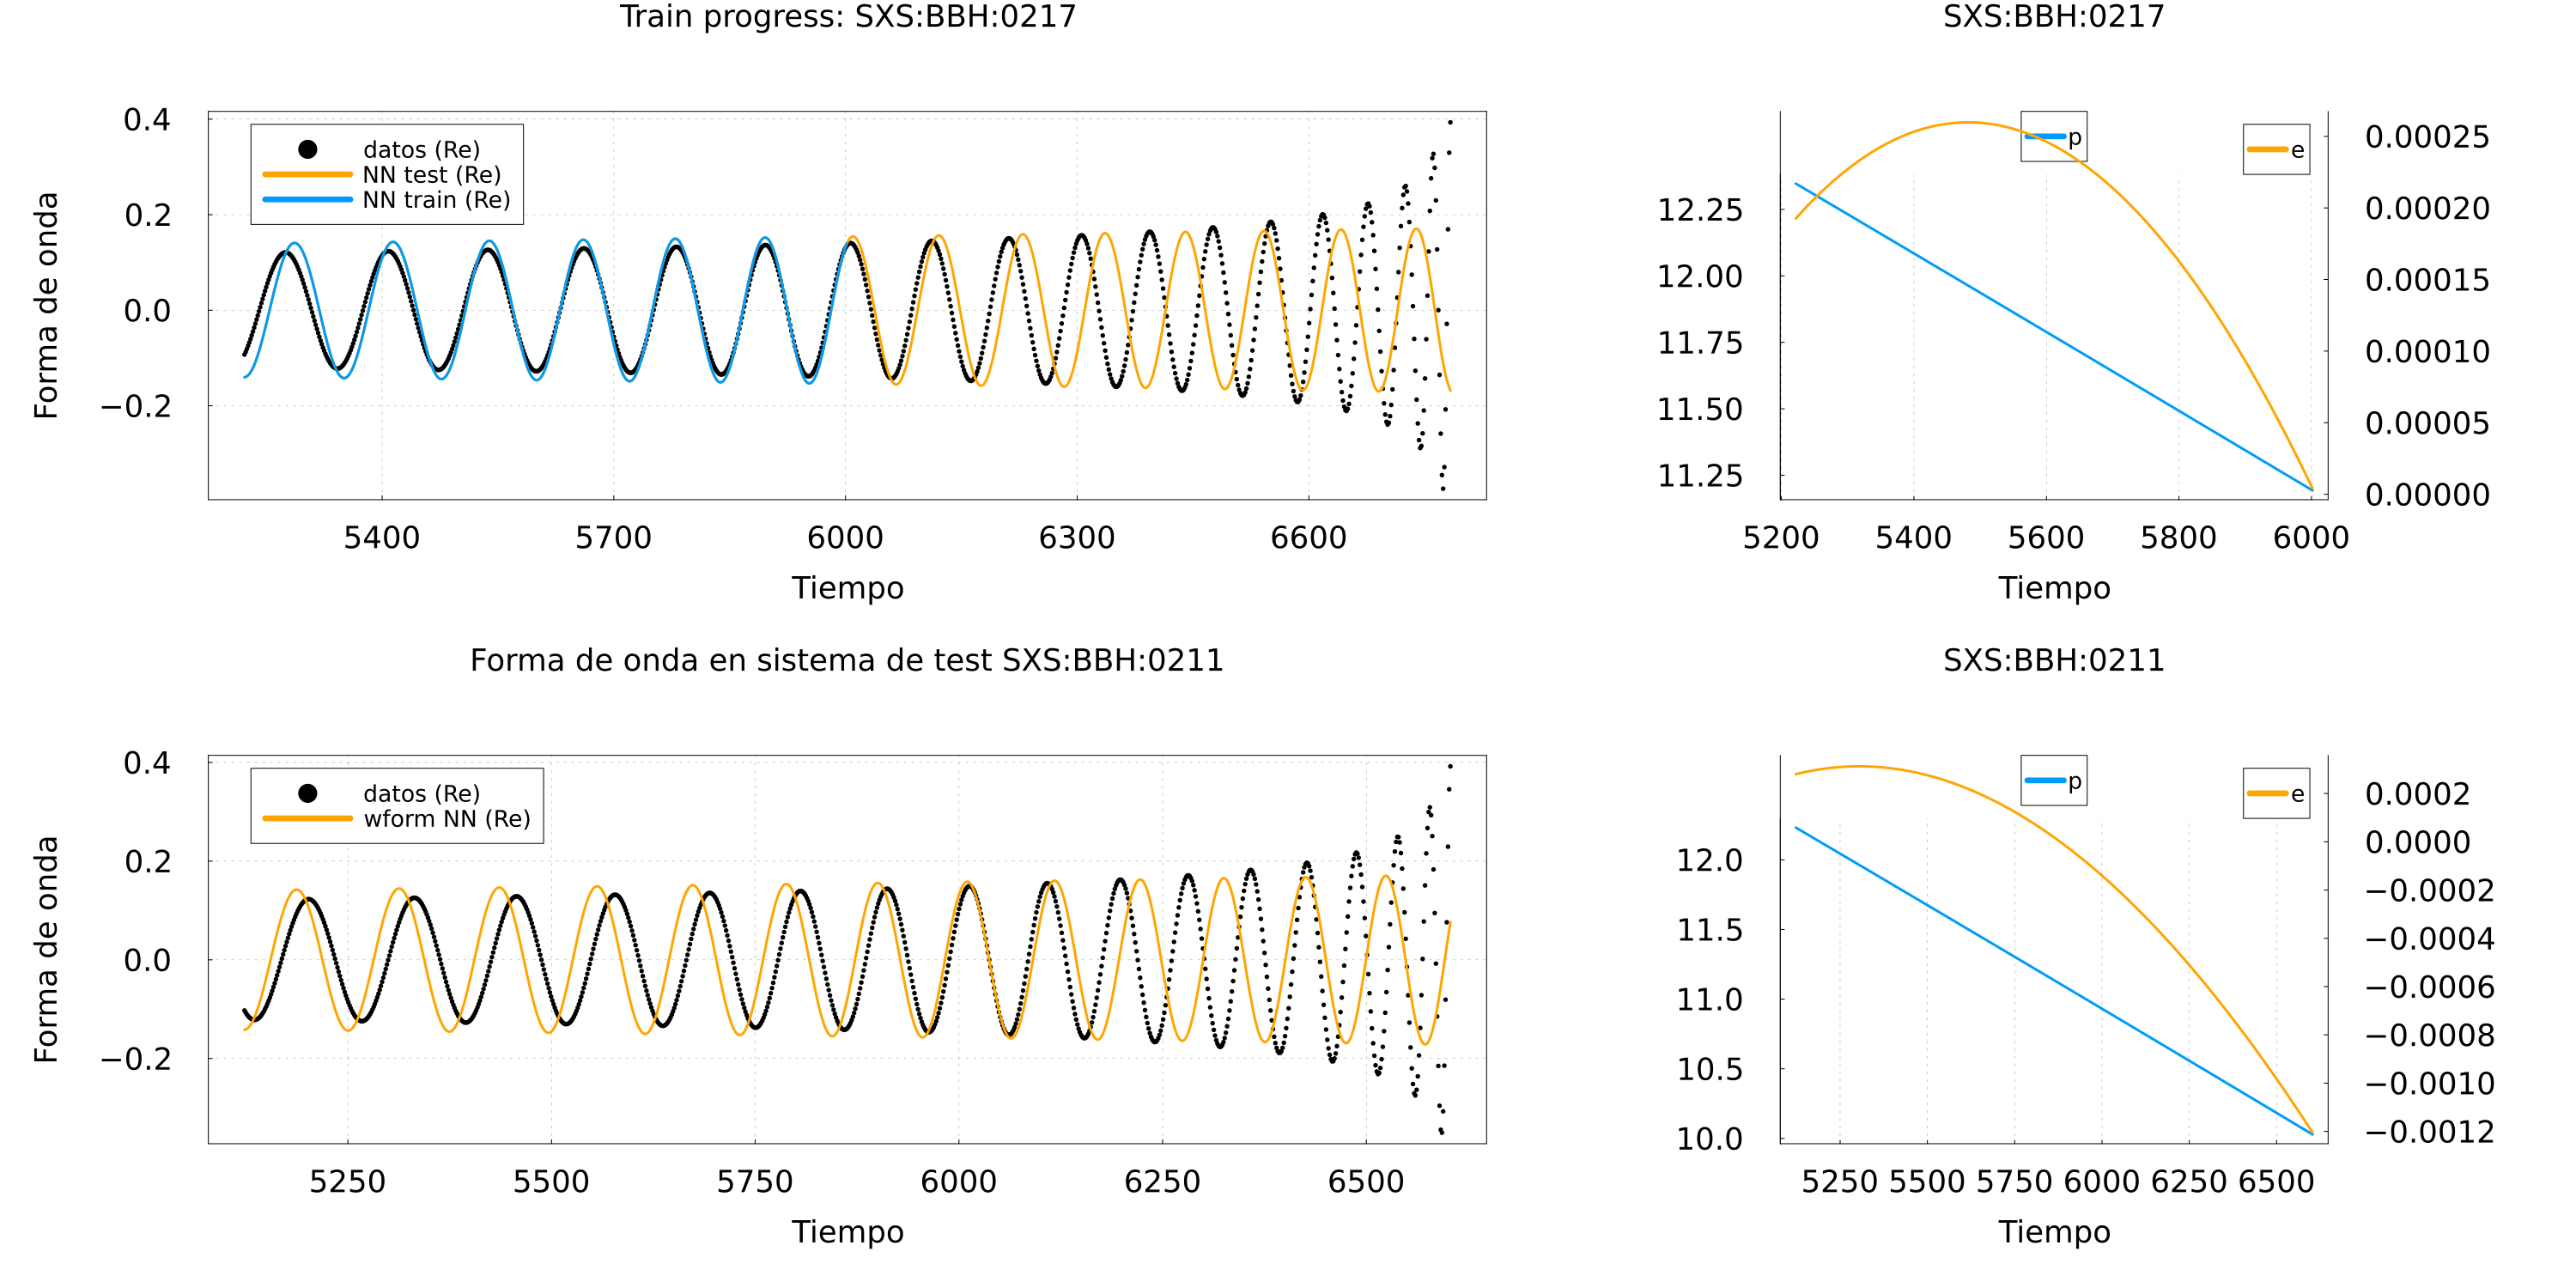 Train progress: SXS:BBH:0217
0.4
0.2
0.0
−0.2
Forma de onda
datos (Re)
NN test (Re)
NN train (Re)
5400 5700 6000 6300 6600
Tiempo
SXS:BBH:0217
12.25
12.00
11.75
11.50
11.25
p
e
0.00025
0.00020
0.00015
0.00010
0.00005
0.00000
5200 5400 5600 5800 6000
Tiempo
Forma de onda en sistema de test SXS:BBH:0211
0.4
0.2
0.0
−0.2
Forma de onda
datos (Re)
wform NN (Re)
5250 5500 5750 6000 6250 6500
Tiempo
SXS:BBH:0211
12.0
11.5
11.0
10.5
10.0
p
e
0.0002
0.0000
−0.0002
−0.0004
−0.0006
−0.0008
−0.0010
−0.0012
5250 5500 5750 6000 6250 6500
Tiempo